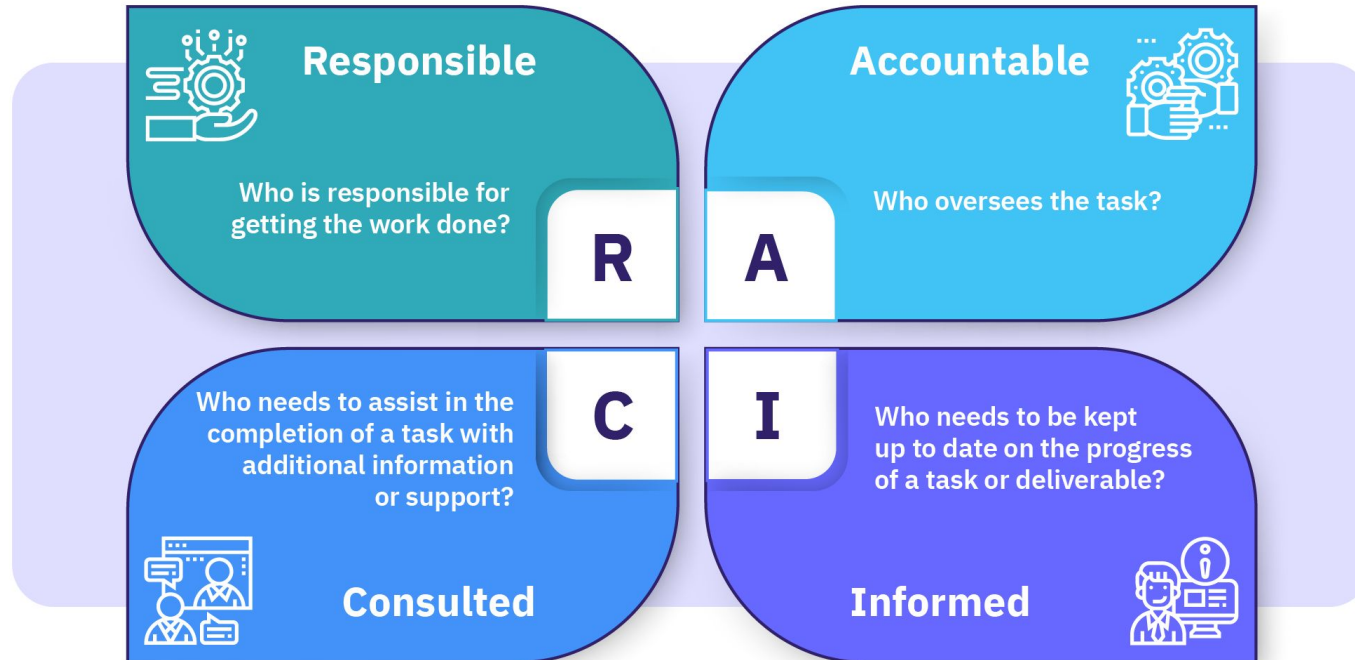 Responsible
Who is responsible for
getting the work done?
R
Accountable
Who oversees the task?
A
Who needs to assist in the
completion of a task with
additional information
or support?
C
Consulted
I
Who needs to be kept
up to date on the progress
of a task or deliverable?
Informed